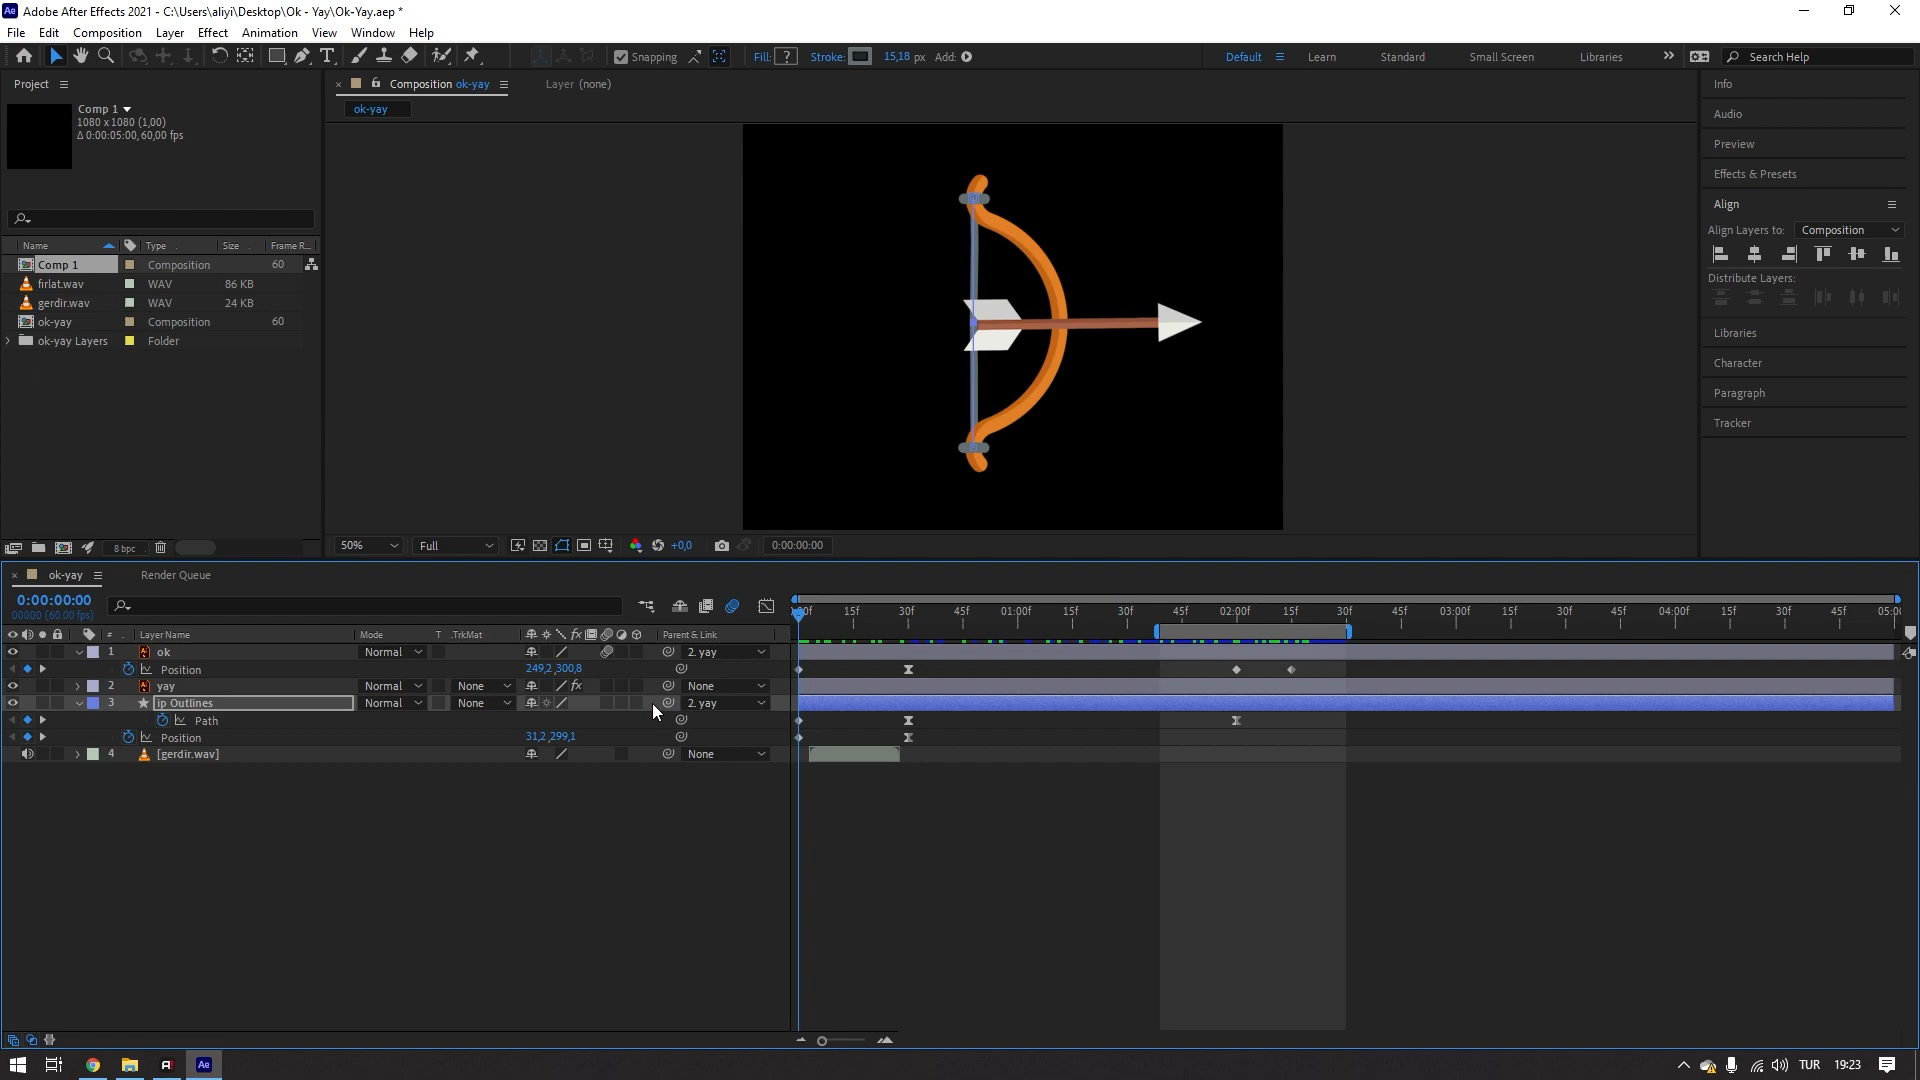 Adobe After Effects 2021 - C:\Users\aliyi\Desktop\Ok - Yay\Ok-Yay.aep *
File Edit Composition Layer Effect Animation View Window Help
Snapping Fill: ? Stroke: 15,18 px Add: Default Learn Standard Small Screen Libraries Search Help
Project
Comp 1
1080 x 1080 (1,00)
Δ 0:00:05:00, 60,00 fps
Name Type Size Frame R...
Comp 1 Composition 60
fırlat.wav WAV 86 KB
gerdir.wav WAV 24 KB
ok-yay Composition 60
ok-yay Layers Folder
8 bpc
Composition ok-yay Layer (none)
ok-yay
50% Full +0,0 0:00:00:00
Info
Audio
Preview
Effects & Presets
Align
Align Layers to: Composition
Distribute Layers:
Libraries
Character
Paragraph
Tracker
ok-yay Render Queue
0:00:00:00
00000 (60.00 fps)
# Layer Name Mode T .TrkMat fx Parent & Link
15f 30f 45f 01:00f 15f 30f 45f 02:00f 15f 30f 45f 03:00f 15f 30f 45f 04:00f 15f 30f 45f
1 Ai ok Normal 2. yay
Position 249,2 ,300,8
2 Ai yay Normal None fx None
3 ip Outlines Normal None 2. yay
Path
Position 31,2 ,299,1
4 [gerdir.wav] None
Ae TUR 19:23